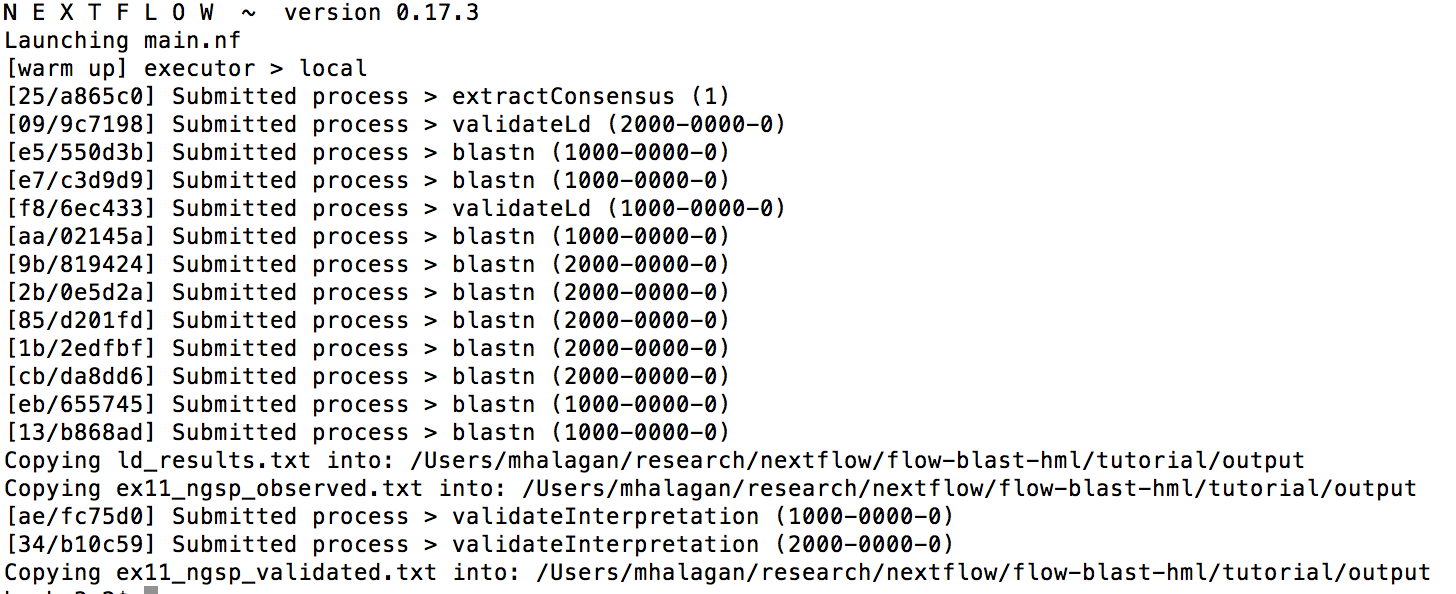 N E X T F L O W  ~  version 0.17.3
Launching main.nf
[warm up] executor > local
[25/a865c0] Submitted process > extractConsensus (1)
[09/9c7198] Submitted process > validateLd (2000-0000-0)
[e5/550d3b] Submitted process > blastn (1000-0000-0)
[e7/c3d9d9] Submitted process > blastn (1000-0000-0)
[f8/6ec433] Submitted process > validateLd (1000-0000-0)
[aa/02145a] Submitted process > blastn (1000-0000-0)
[9b/819424] Submitted process > blastn (2000-0000-0)
[2b/0e5d2a] Submitted process > blastn (2000-0000-0)
[85/d201fd] Submitted process > blastn (2000-0000-0)
[1b/2edfbf] Submitted process > blastn (2000-0000-0)
[cb/da8dd6] Submitted process > blastn (2000-0000-0)
[eb/655745] Submitted process > blastn (1000-0000-0)
[13/b868ad] Submitted process > blastn (1000-0000-0)
Copying ld_results.txt into: /Users/mhalagan/research/nextflow/flow-blast-hml/tutorial/output
Copying ex11_ngsp_observed.txt into: /Users/mhalagan/research/nextflow/flow-blast-hml/tutorial/output
[ae/fc75d0] Submitted process > validateInterpretation (1000-0000-0)
[34/b10c59] Submitted process > validateInterpretation (2000-0000-0)
Copying ex11_ngsp_validated.txt into: /Users/mhalagan/research/nextflow/flow-blast-hml/tutorial/output